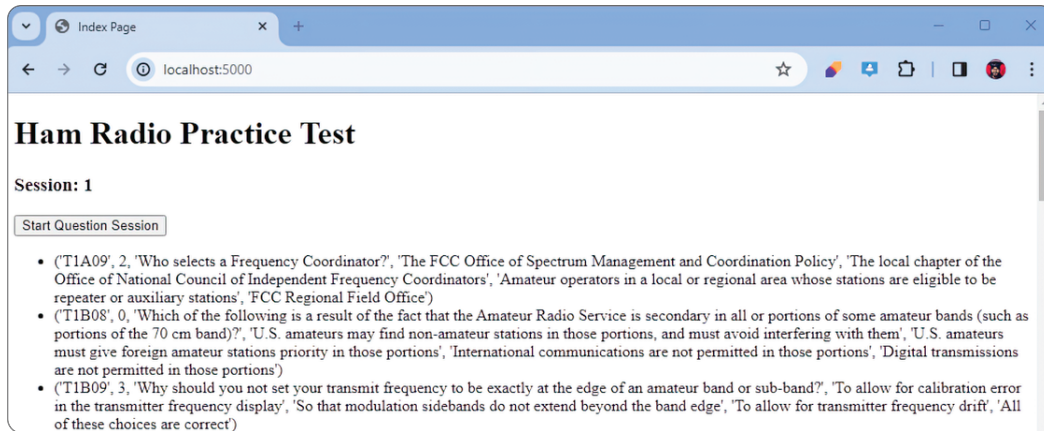 Index Page
localhost:5000
Ham Radio Practice Test
Session: 1
Start Question Session
• ('T1A09', 2, 'Who selects a Frequency Coordinator?', 'The FCC Office of Spectrum Management and Coordination Policy', 'The local chapter of the
Office of National Council of Independent Frequency Coordinators', 'Amateur operators in a local or regional area whose stations are eligible to be
repeater or auxiliary stations', 'FCC Regional Field Office')
• ('T1B08', 0, 'Which of the following is a result of the fact that the Amateur Radio Service is secondary in all or portions of some amateur bands (such as
portions of the 70 cm band)?', 'U.S. amateurs may find non-amateur stations in those portions, and must avoid interfering with them', 'U.S. amateurs
must give foreign amateur stations priority in those portions', 'International communications are not permitted in those portions', 'Digital transmissions
are not permitted in those portions')
• ('T1B09', 3, 'Why should you not set your transmit frequency to be exactly at the edge of an amateur band or sub-band?', 'To allow for calibration error
in the transmitter frequency display', 'So that modulation sidebands do not extend beyond the band edge', 'To allow for transmitter frequency drift', 'All
of these choices are correct')